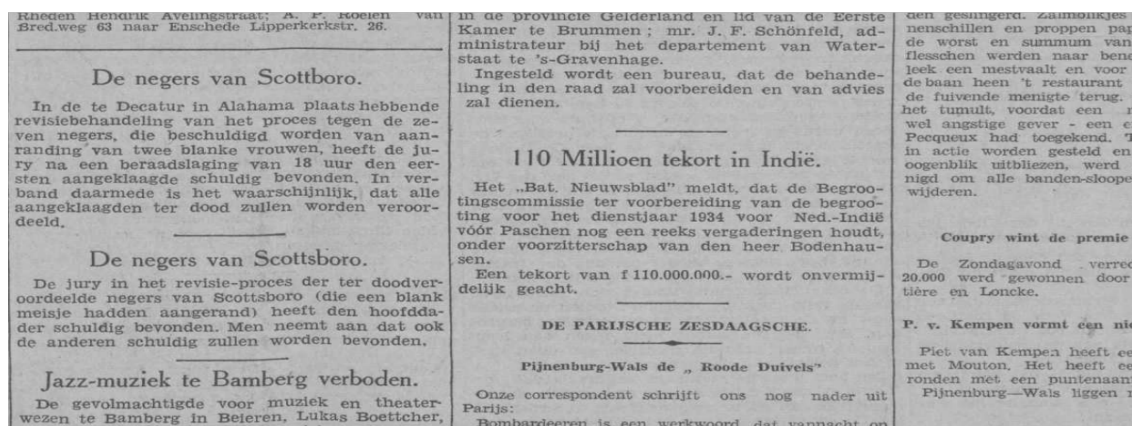 Rheden Hendrik Avelingstraat; A. P. Roelen van
Bred.weg 63 naar Enschede Lipperkerkstr. 26.
De negers van Scottboro.
In de te Decatur in Alahama plaats hebbende
revisiebehandeling van het proces tegen de ze-
ven negers, die beschuldigd worden van aan-
randing van twee blanke vrouwen, heeft de ju-
ry na een beraadslaging van 18 uur den eer-
sten aangeklaagde schuldig bevonden. In ver-
band daarmede is het waarschijnlijk, dat alle
aangeklaagden ter dood zullen worden veroor-
deeld.
De negers van Scottsboro.
De jury in het revisie-proces der ter doodver-
oordeelde negers van Scottsboro (die een blank
meisje hadden aangerand) heeft den hoofdda-
der schuldig bevonden. Men neemt aan dat ook
de anderen schuldig zullen worden bevonden.
Jazz-muziek te Bamberg verboden.
De gevolmachtigde voor muziek en theater-
wezen te Bamberg in Beieren, Lukas Boettcher,
in de provincie Gelderland en lid van de Eerste
Kamer te Brummen; mr. J. F. Schönfeld, ad-
ministrateur bij het departement van Water-
staat te 's-Gravenhage.
Ingesteld wordt een bureau, dat de behande-
ling in den raad zal voorbereiden en van advies
zal dienen.
110 Millioen tekort in Indië.
Het „Bat. Nieuwsblad" meldt, dat de Begroo-
tingscommissie ter voorbereiding van de begroo-
ting voor het dienstjaar 1934 voor Ned.-Indië
vóór Paschen nog een reeks vergaderingen houdt,
onder voorzitterschap van den heer Bodenhau-
sen.
Een tekort van f 110.000.000.- wordt onvermij-
delijk geacht.
DE PARIJSCHE ZESDAAGSCHE.
Pijnenburg-Wals de „ Roode Duivels"
Onze correspondent schrijft ons nog nader uit
Parijs:
Bombardeeren is een werkwoord, dat vannacht op
den geslingerd.
nenschillen en proppen
de worst en summum van
flesschen werden naar
leek een mestvaalt en voor
de baan heen 't restaurant
de fuivende menigte terug.
het tumult, voordat een
wel angstige gever - een
Pecqueux had toegekend.
in actie worden gesteld en
oogenblik uitbliezen, werd
nigd om alle
wijderen.
Coupry wint de premie
De Zondagavond
20.000 werd gewonnen door
tière en Loncke.
P. v. Kempen vormt een
Piet van Kempen heeft
met Mouton. Het heeft
ronden met een
Pijnenburg—Wals liggen